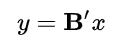 y = B′x